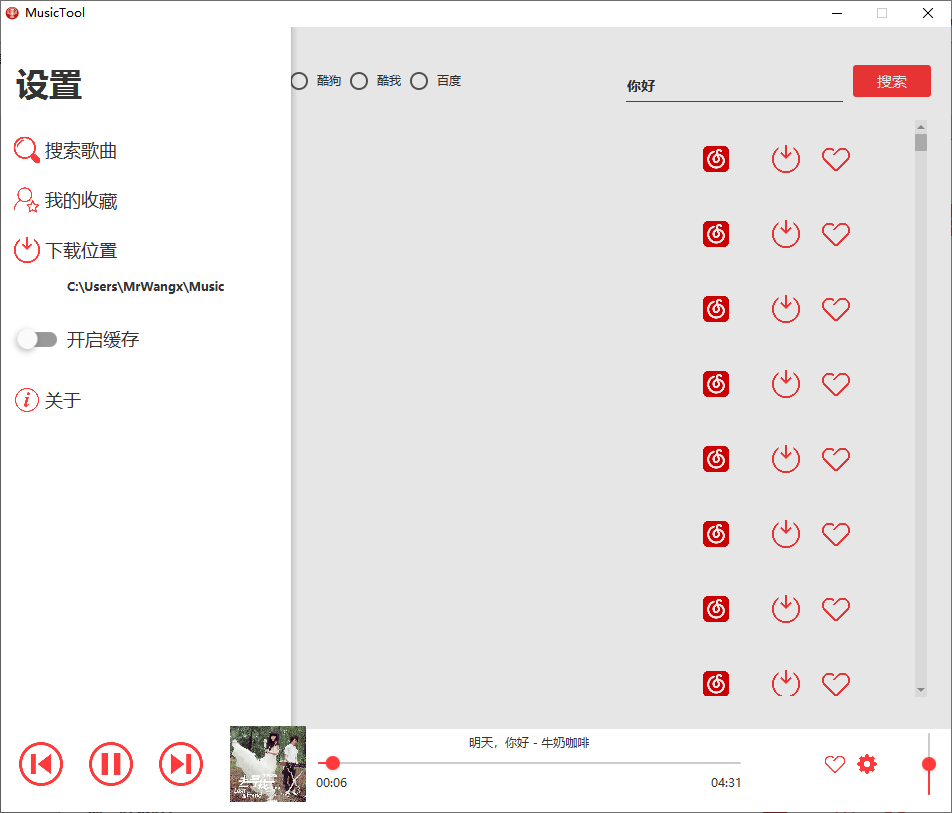 MusicTool
设置
酷狗
酷我
百度
你好
搜索
搜索歌曲
我的收藏
下载位置
C:\Users\MrWangx\Music
开启缓存
关于
明天，你好 - 牛奶咖啡
00:06
04:31